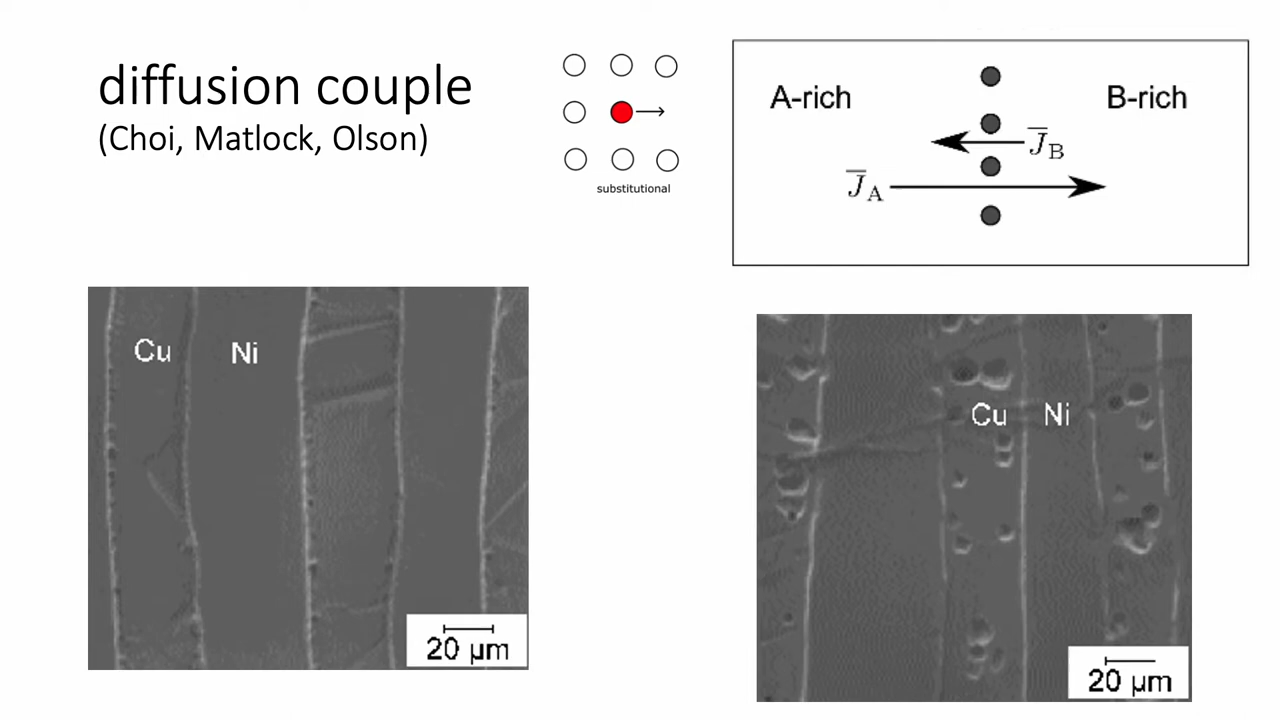 diffusion couple
(Choi, Matlock, Olson)
substitutional
A-rich
B-rich
J̅B
J̅A
Cu
Ni
20 µm
Cu
Ni
20 µm